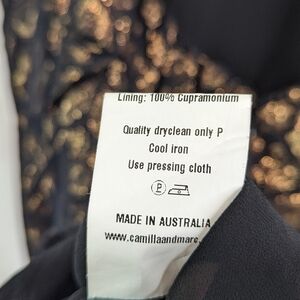 Lining: 100% Cupramonium
Quality dryclean only P
Cool iron
Use pressing cloth
P
MADE IN AUSTRALIA
www.camillaandmarc.